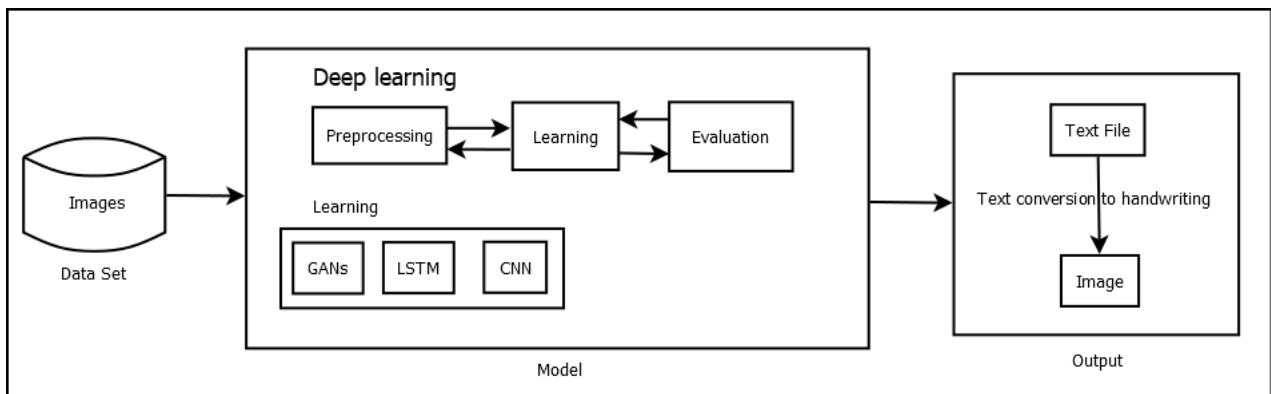 Deep learning
Preprocessing
Learning
Evaluation
Learning
GANs
LSTM
CNN
Model
Images
Data Set
Text File
Text conversion to handwriting
Image
Output